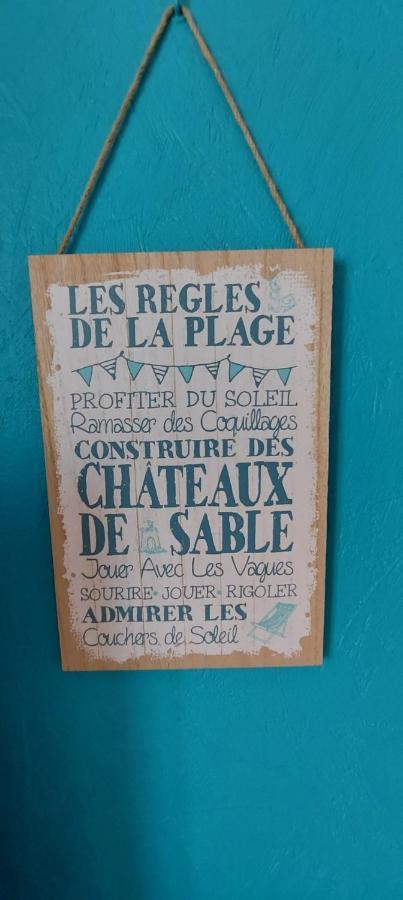 LES REGLES
DE LA PLAGE
PROFITER DU SOLEIL
Ramasser des Coquillages
CONSTRUIRE DES
CHÂTEAUX
DE SABLE
Jouer Avec Les Vagues
SOURIRE • JOUER • RIGOLER
ADMIRER LES
Couchers de Soleil